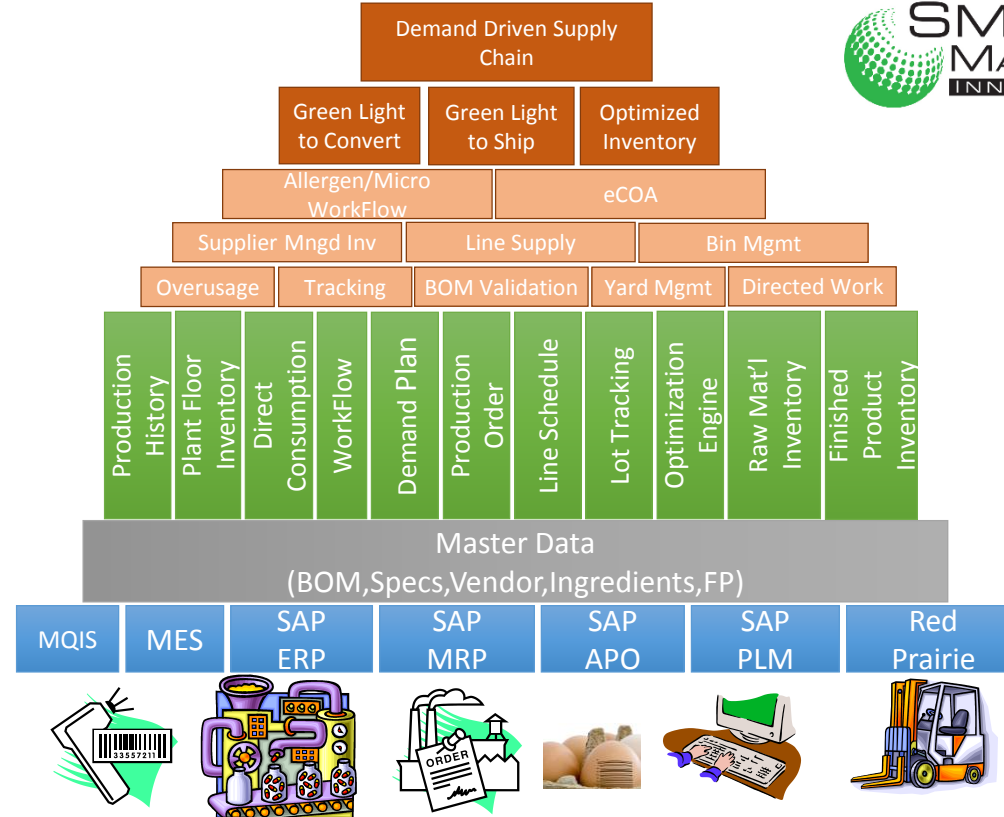 Demand Driven Supply
Chain
SM
MA
INN
Green Light
to Convert
Green Light
to Ship
Optimized
Inventory
Allergen/Micro
WorkFlow
eCOA
Supplier Mngd Inv
Line Supply
Bin Mgmt
Overusage
Tracking
BOM Validation
Yard Mgmt
Directed Work
Production
History
Plant Floor
Inventory
Direct
Consumption
WorkFlow
Demand Plan
Production
Order
Line Schedule
Lot Tracking
Optimization
Engine
Raw Mat’l
Inventory
Finished
Product
Inventory
Master Data
(BOM,Specs,Vendor,Ingredients,FP)
MQIS
MES
SAP
ERP
SAP
MRP
SAP
APO
SAP
PLM
Red
Prairie
33557211
ORDER